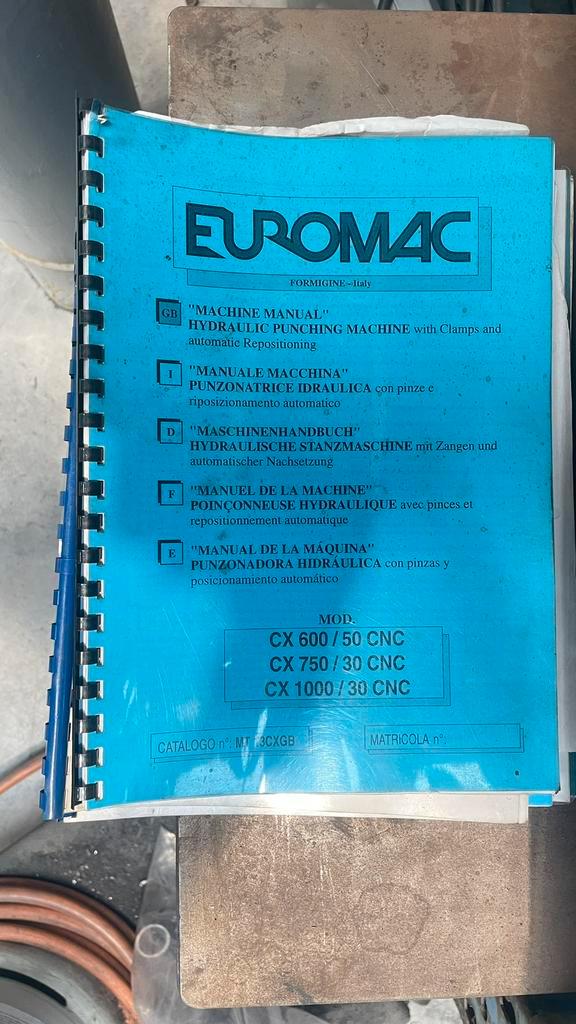 EUROMAC
FORMIGINE - Italy
GB "MACHINE MANUAL"
HYDRAULIC PUNCHING MACHINE with Clamps and
automatic Repositioning
I "MANUALE MACCHINA"
PUNZONATRICE IDRAULICA con pinze e
riposizionamento automatico
D "MASCHINENHANDBUCH"
HYDRAULISCHE STANZMASCHINE mit Zangen und
automatischer Nachsetzung
F "MANUEL DE LA MACHINE"
POINÇONNEUSE HYDRAULIQUE avec pinces et
repositionnement automatique
E "MANUAL DE LA MÁQUINA"
PUNZONADORA HIDRÁULICA con pinzas y
posicionamiento automático
MOD.
CX 600 / 50 CNC
CX 750 / 30 CNC
CX 1000 / 30 CNC
CATALOGO n°: MT
MATRICOLA n°: